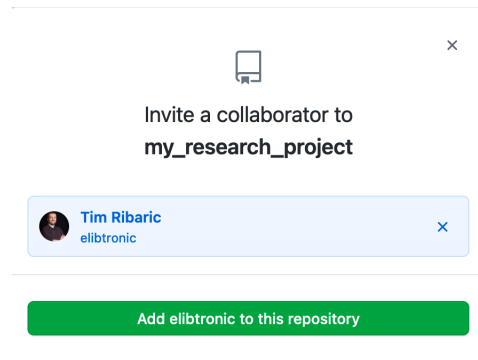 Invite a collaborator to
my_research_project
Tim Ribaric
elibtronic
Add elibtronic to this repository